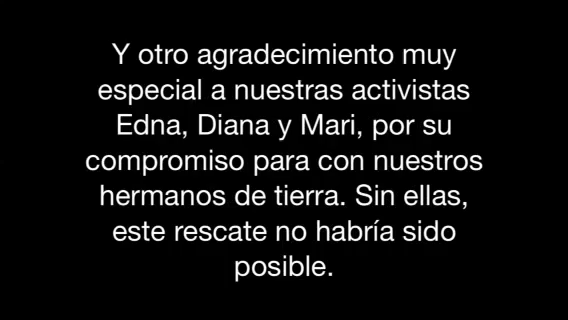 Y otro agradecimiento muy
especial a nuestras activistas
Edna, Diana y Mari, por su
compromiso para con nuestros
hermanos de tierra. Sin ellas,
este rescate no habría sido
posible.